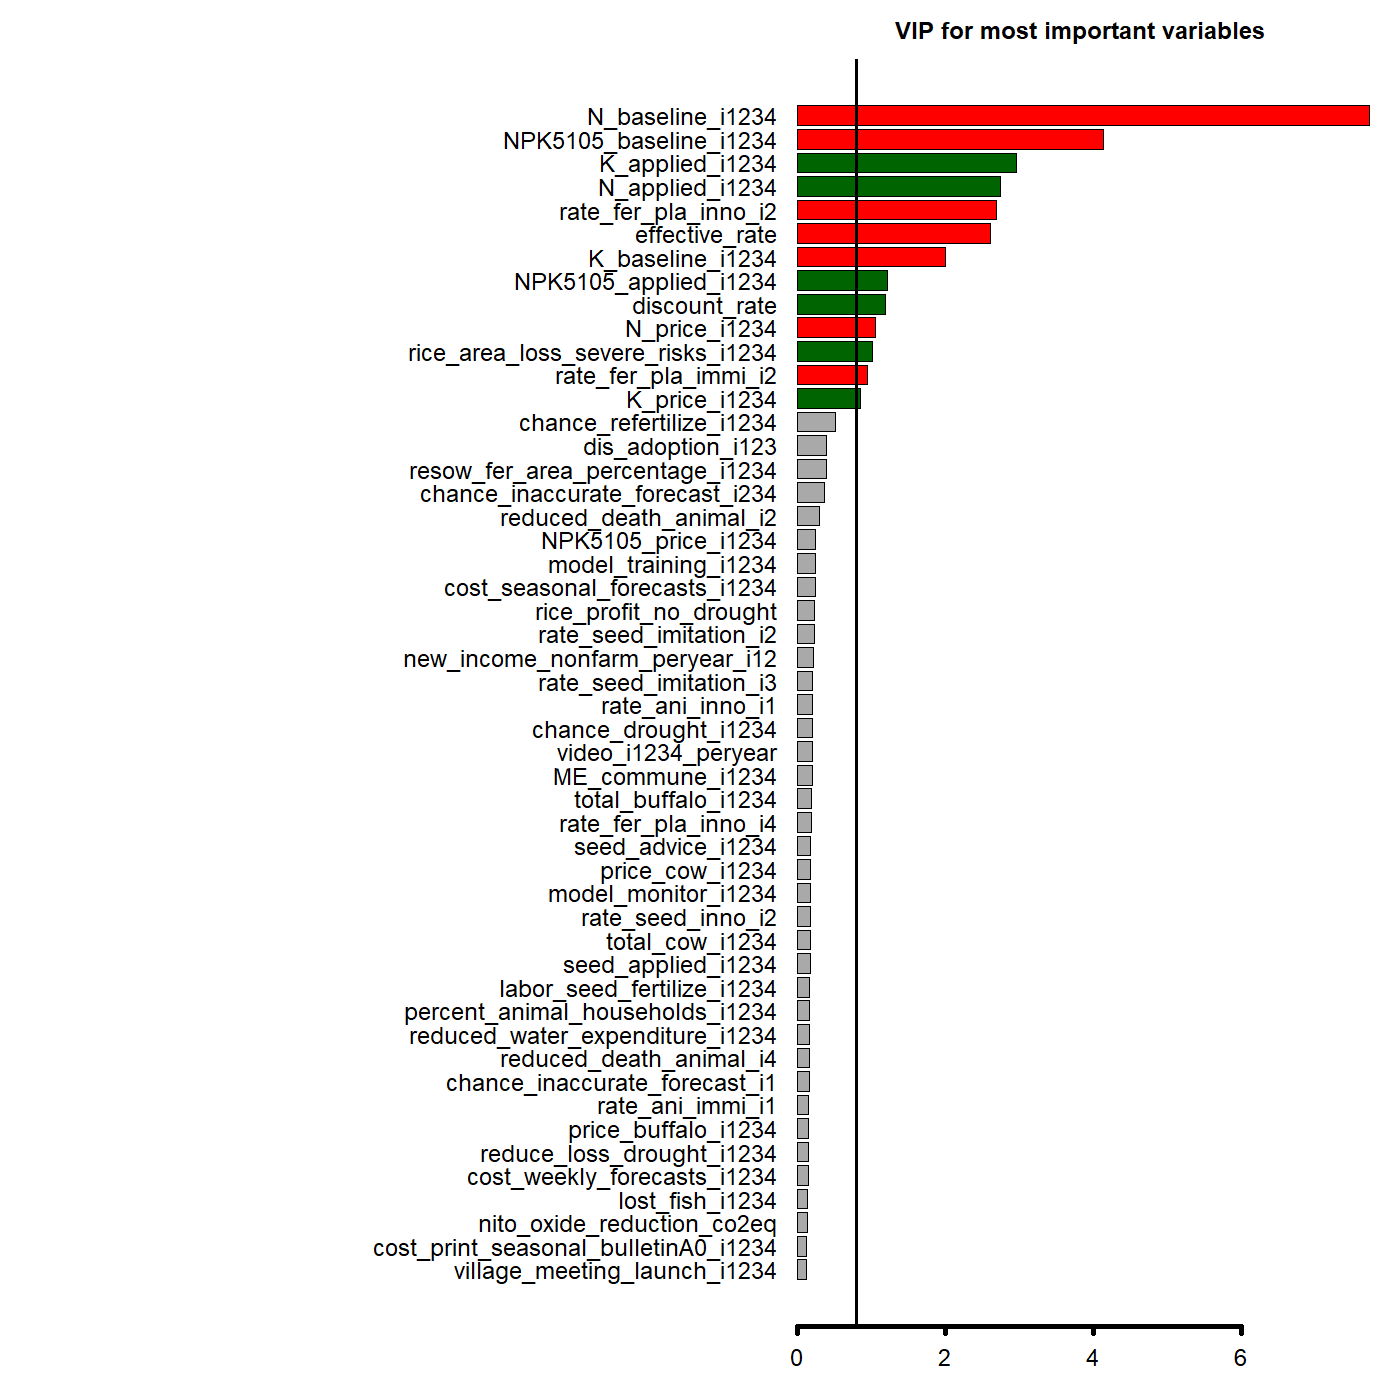 VIP for most important variables
N_baseline_i1234
NPK5105_baseline_i1234
K_applied_i1234
N_applied_i1234
rate_fer_pla_inno_i2
effective_rate
K_baseline_i1234
NPK5105_applied_i1234
discount_rate
N_price_i1234
rice_area_loss_severe_risks_i1234
rate_fer_pla_immi_i2
K_price_i1234
chance_refertilize_i1234
dis_adoption_i123
resow_fer_area_percentage_i1234
chance_inaccurate_forecast_i234
reduced_death_animal_i2
NPK5105_price_i1234
model_training_i1234
cost_seasonal_forecasts_i1234
rice_profit_no_drought
rate_seed_imitation_i2
new_income_nonfarm_peryear_i12
rate_seed_imitation_i3
rate_ani_inno_i1
chance_drought_i1234
video_i1234_peryear
ME_commune_i1234
total_buffalo_i1234
rate_fer_pla_inno_i4
seed_advice_i1234
price_cow_i1234
model_monitor_i1234
rate_seed_inno_i2
total_cow_i1234
seed_applied_i1234
labor_seed_fertilize_i1234
percent_animal_households_i1234
reduced_water_expenditure_i1234
reduced_death_animal_i4
chance_inaccurate_forecast_i1
rate_ani_immi_i1
price_buffalo_i1234
reduce_loss_drought_i1234
cost_weekly_forecasts_i1234
lost_fish_i1234
nito_oxide_reduction_co2eq
cost_print_seasonal_bulletinA0_i1234
village_meeting_launch_i1234
0 2 4 6